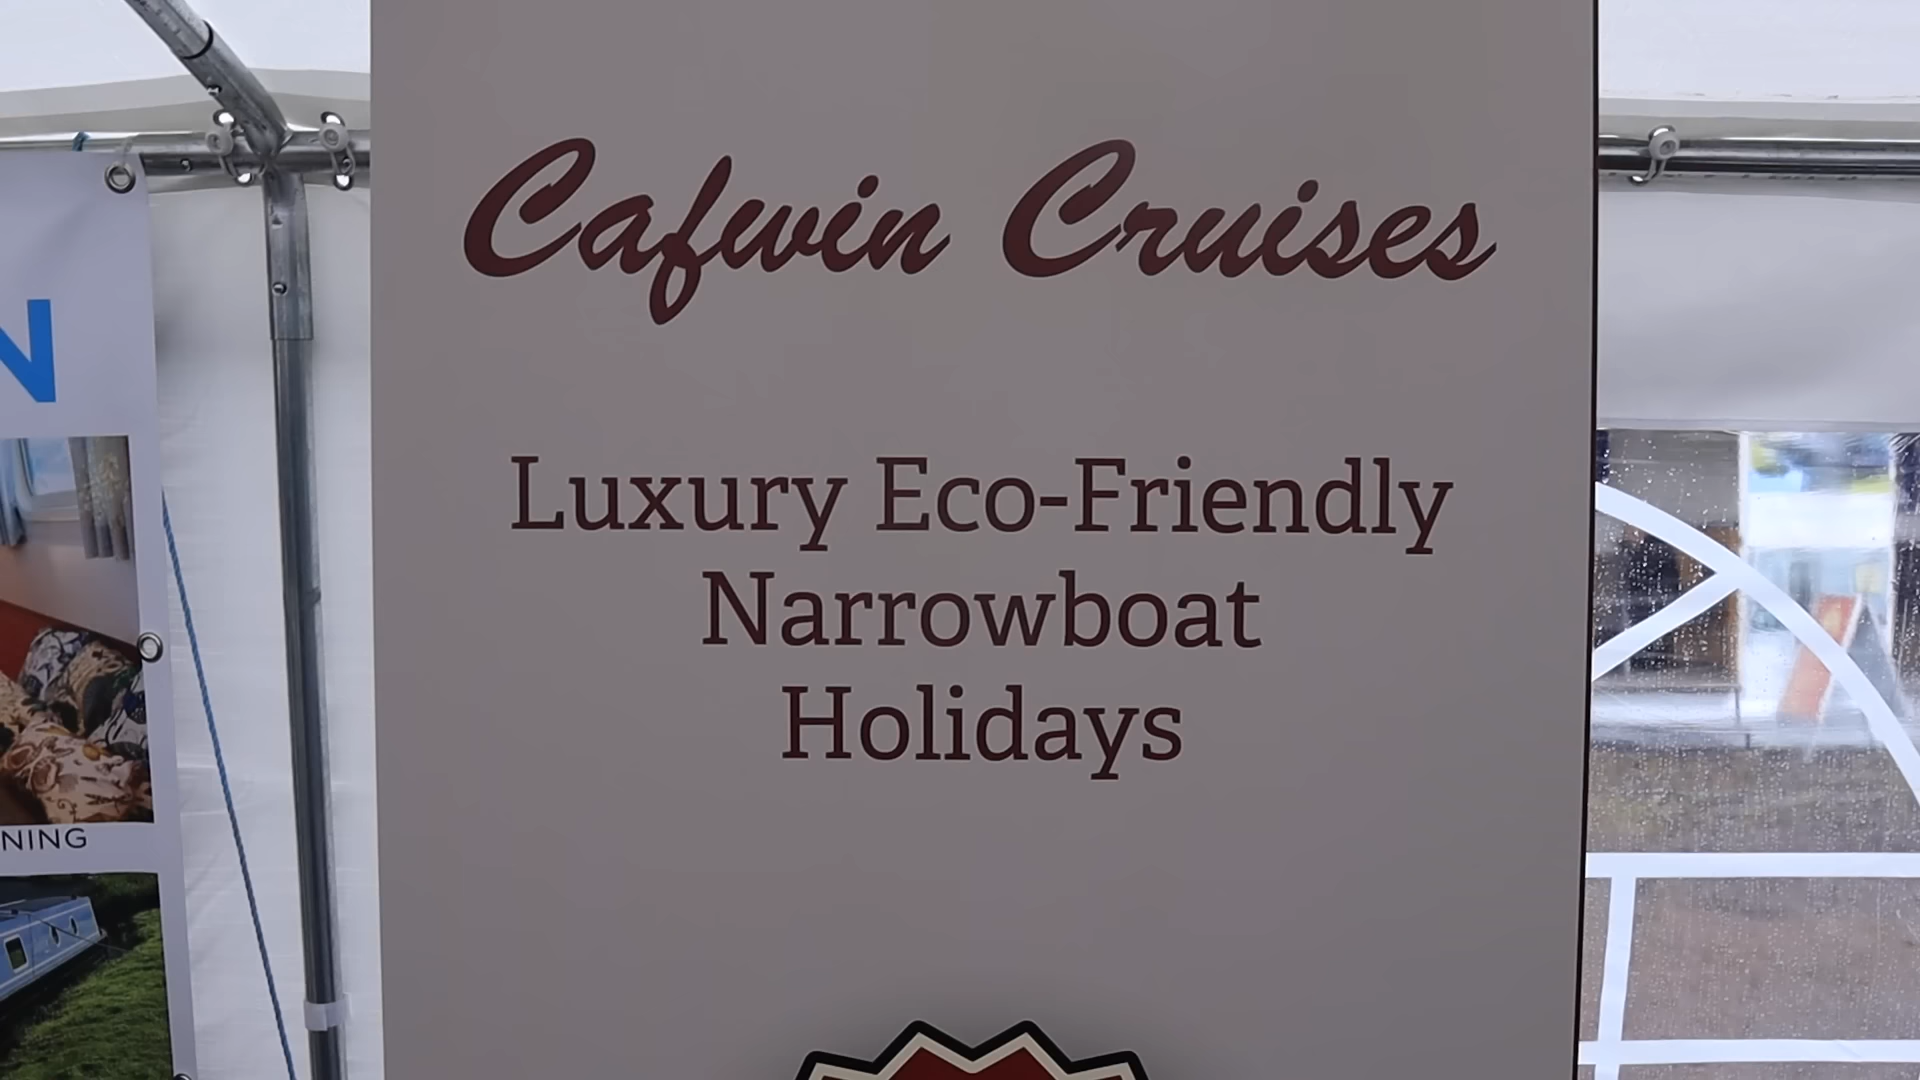 Cafwin Cruises
Luxury Eco-Friendly
Narrowboat
Holidays
N
NING